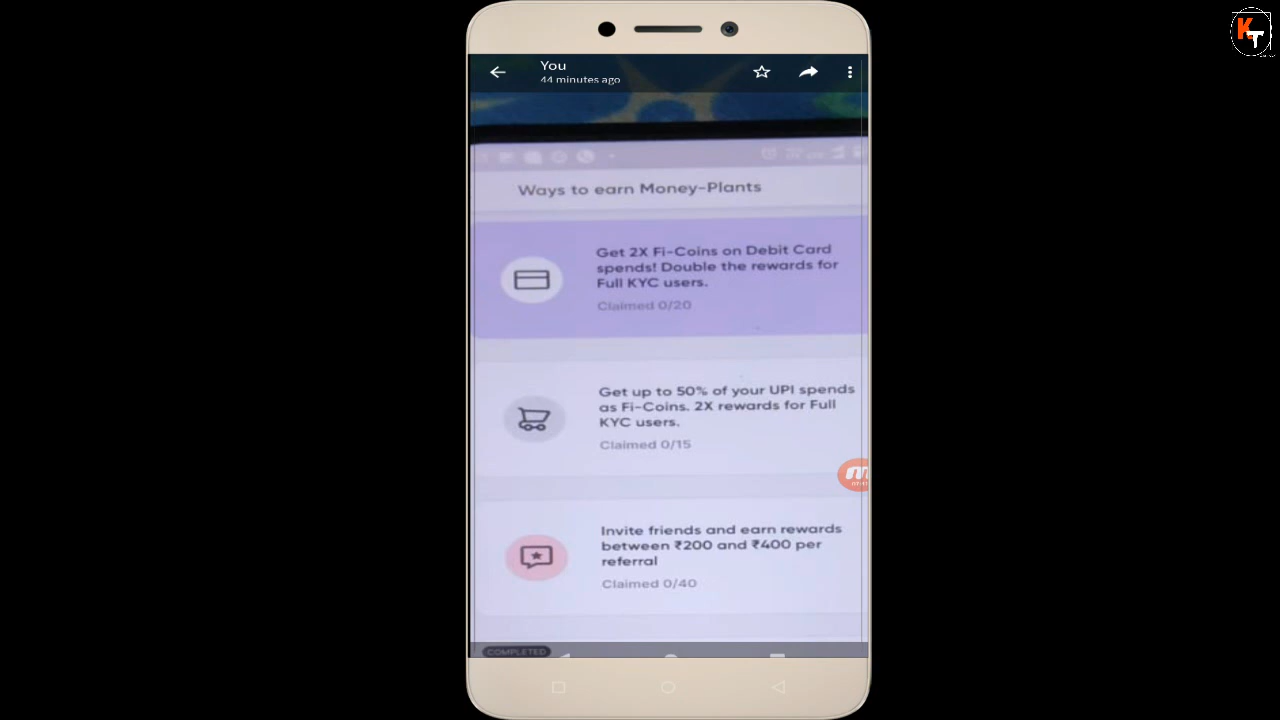 KT
You
44 minutes ago
Ways to earn Money-Plants
Get 2X Fi-Coins on Debit Card
spends! Double the rewards for
Full KYC users.
Claimed 0/20
Get up to 50% of your UPI spends
as Fi-Coins. 2X rewards for Full
KYC users.
Claimed 0/15
Invite friends and earn rewards
between ₹200 and ₹400 per
referral
Claimed 0/40
COMPLETED